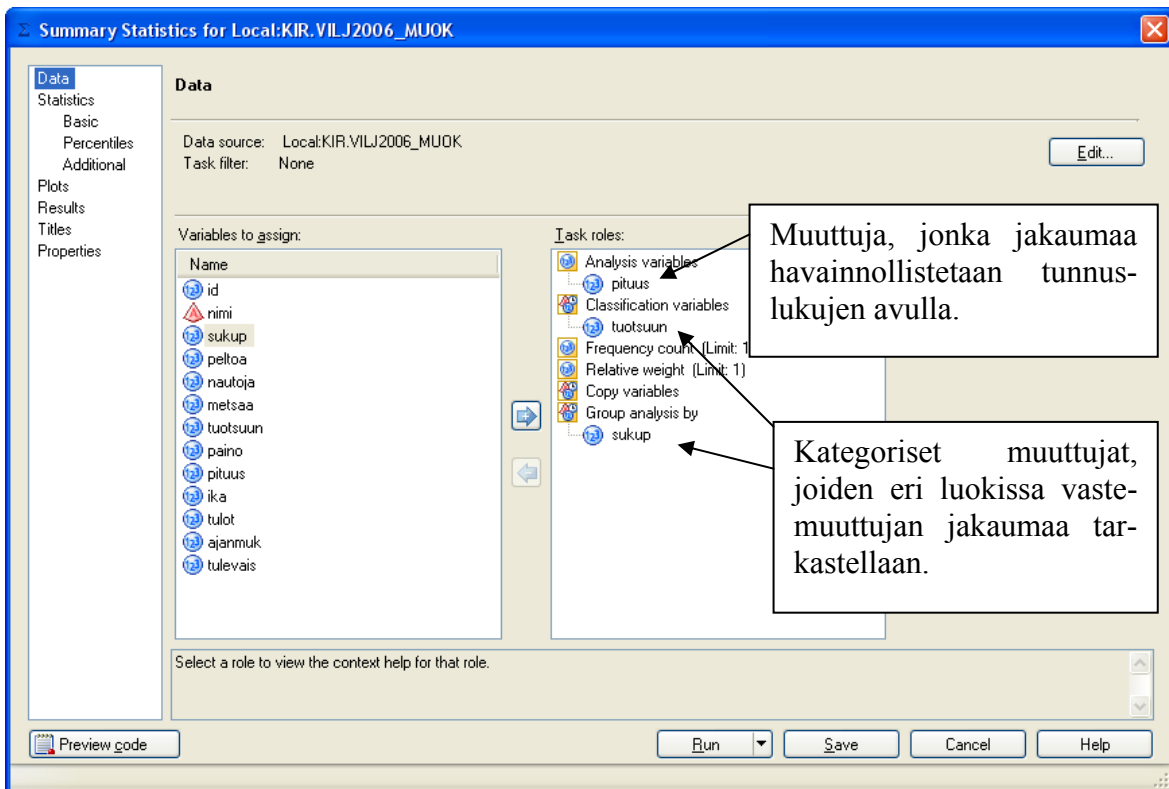 Summary Statistics for Local:KIR.VILJ2006_MUOK
Data
Statistics
Basic
Percentiles
Additional
Plots
Results
Titles
Properties
Data
Data source: Local:KIR.VILJ2006_MUOK
Task filter: None
Edit...
Variables to assign:
Name
id
nimi
sukup
peltoa
nautoja
metsaa
tuotsuun
paino
pituus
ika
tulot
ajanmuk
tulevais
Task roles:
Analysis variables
pituus
Classification variables
tuotsuun
Frequency count (Limit: 1
Relative weight (Limit: 1)
Copy variables
Group analysis by
sukup
Muuttuja, jonka jakaumaa
havainnollistetaan tunnus-
lukujen avulla.
Kategoriset muuttujat,
joiden eri luokissa vaste-
muuttujan jakaumaa tar-
kastellaan.
Select a role to view the context help for that role.
Preview code
Run
Save
Cancel
Help